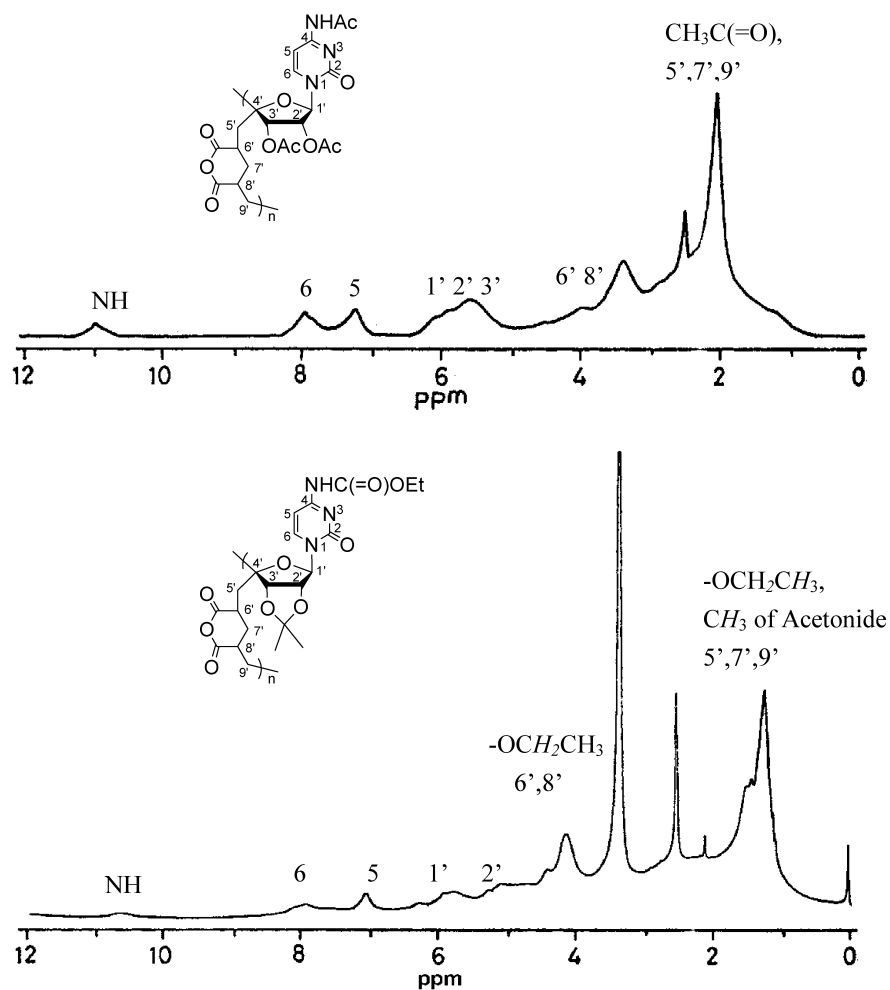 NHAc
4
5
N3
6
2
N
1
O
O
4'
1'
3'
2'
5'
OAc
OAc
O
6'
O
7'
8'
O
9'
n
CH3C(=O),
5’,7’,9’
NH
6
5
1’ 2’ 3’
6’ 8’
12
10
8
6
4
2
0
PPm
NHC(=O)OEt
4
5
N3
6
2
N
1
O
O
4'
1'
3'
2'
5'
O
O
O
6'
O
7'
8'
O
9'
n
-OCH2CH3,
CH3 of Acetonide
5’,7’,9’
-OCH2CH3
6’,8’
NH
6
5
1’
2’
12
10
8
6
4
2
0
ppm